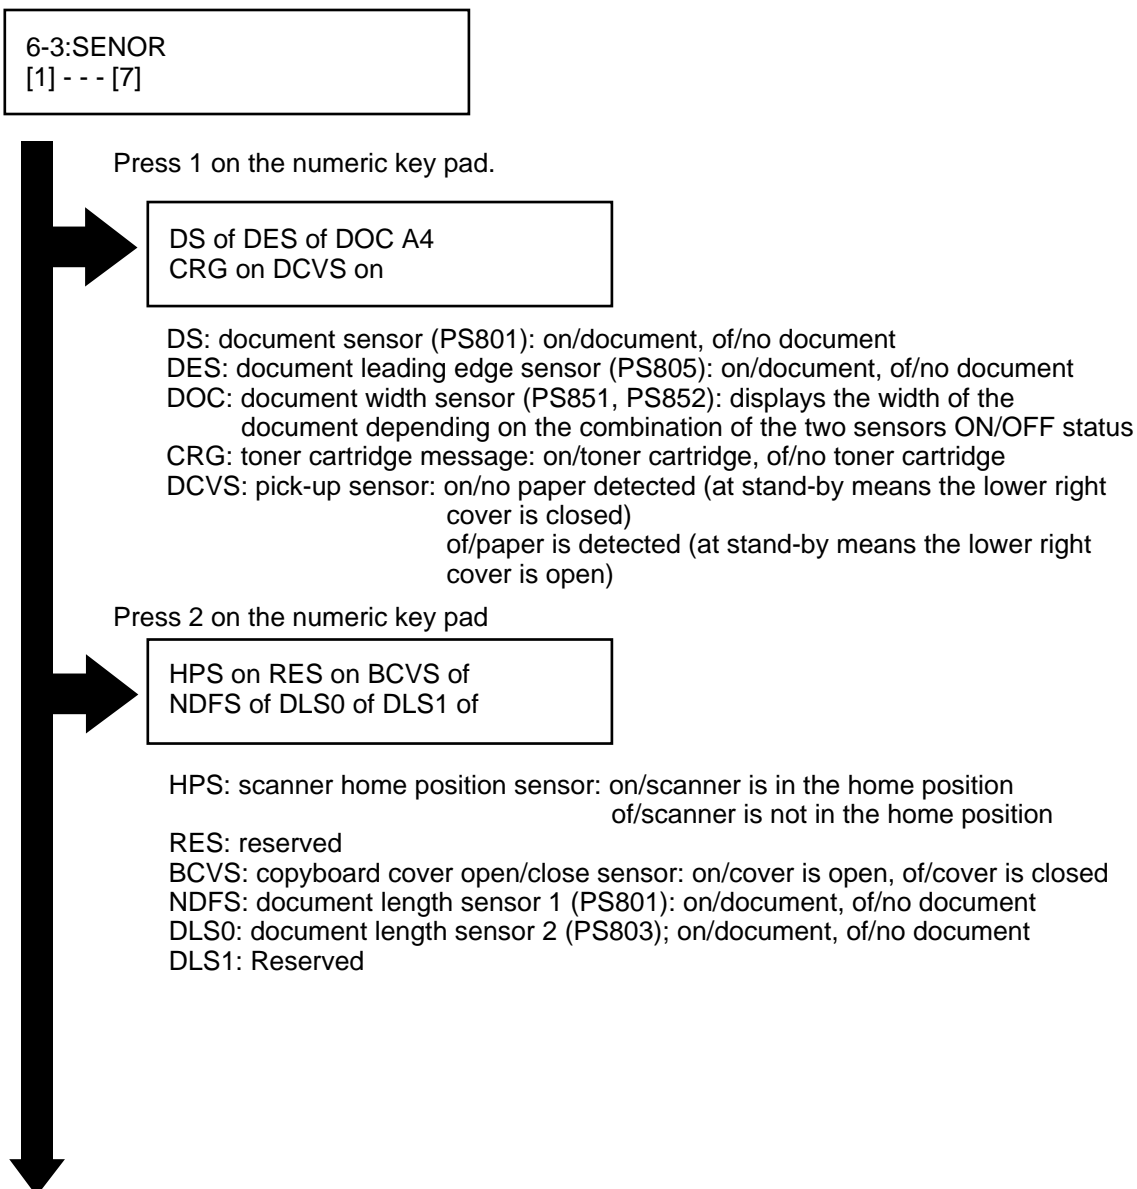 6-3:SENOR
[1] - - - [7]
Press 1 on the numeric key pad.
DS of DES of DOC A4
CRG on DCVS on
DS: document sensor (PS801): on/document, of/no document
DES: document leading edge sensor (PS805): on/document, of/no document
DOC: document width sensor (PS851, PS852): displays the width of the
document depending on the combination of the two sensors ON/OFF status
CRG: toner cartridge message: on/toner cartridge, of/no toner cartridge
DCVS: pick-up sensor: on/no paper detected (at stand-by means the lower right
cover is closed)
of/paper is detected (at stand-by means the lower right
cover is open)
Press 2 on the numeric key pad
HPS on RES on BCVS of
NDFS of DLS0 of DLS1 of
HPS: scanner home position sensor: on/scanner is in the home position
of/scanner is not in the home position
RES: reserved
BCVS: copyboard cover open/close sensor: on/cover is open, of/cover is closed
NDFS: document length sensor 1 (PS801): on/document, of/no document
DLS0: document length sensor 2 (PS803); on/document, of/no document
DLS1: Reserved